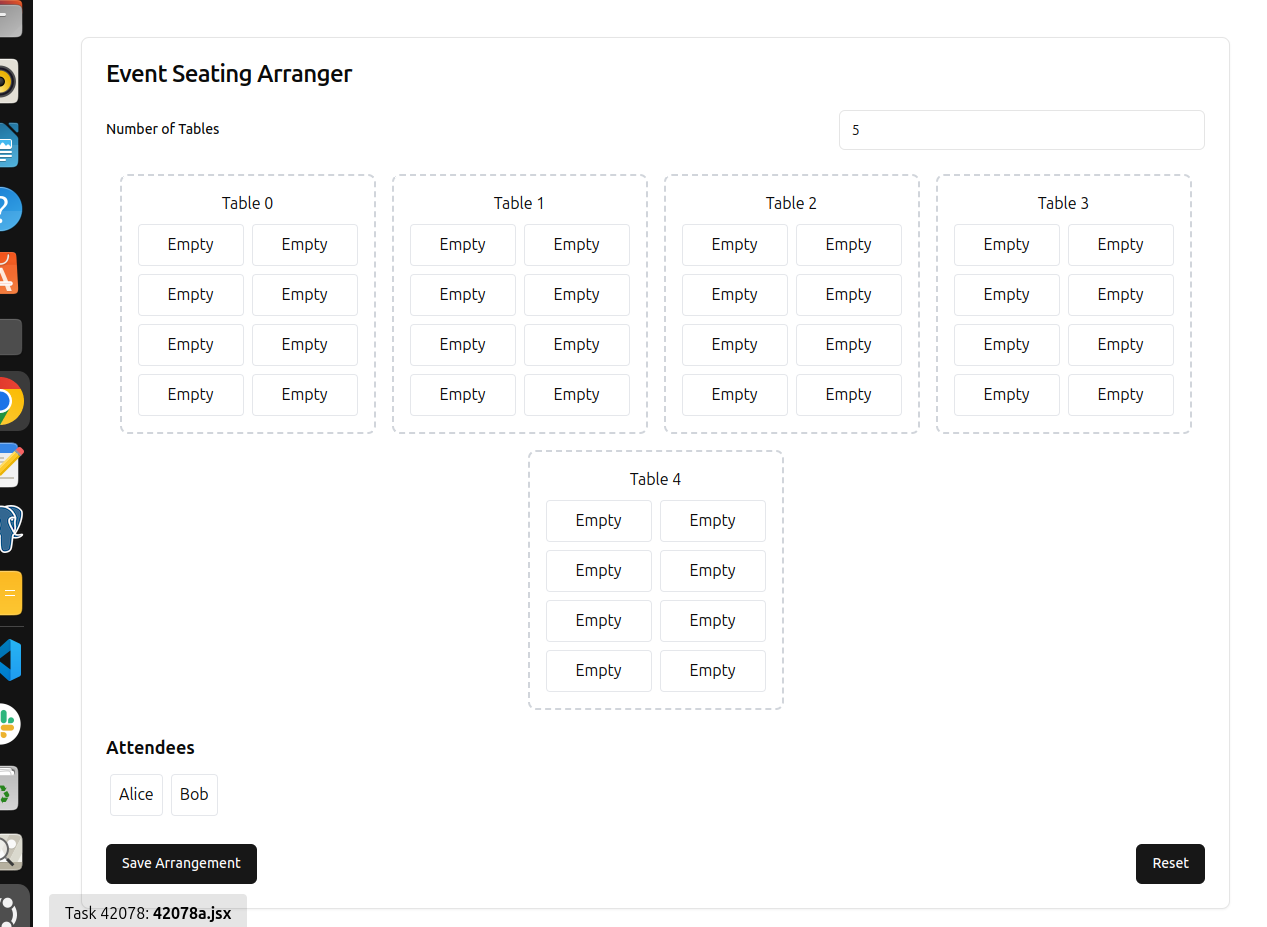 Event Seating Arranger
Number of Tables
5
Table 0
Empty Empty
Empty Empty
Empty Empty
Empty Empty
Table 1
Empty Empty
Empty Empty
Empty Empty
Empty Empty
Table 2
Empty Empty
Empty Empty
Empty Empty
Empty Empty
Table 3
Empty Empty
Empty Empty
Empty Empty
Empty Empty
Table 4
Empty Empty
Empty Empty
Empty Empty
Empty Empty
Attendees
Alice Bob
Save Arrangement
Reset
Task 42078: 42078a.jsx